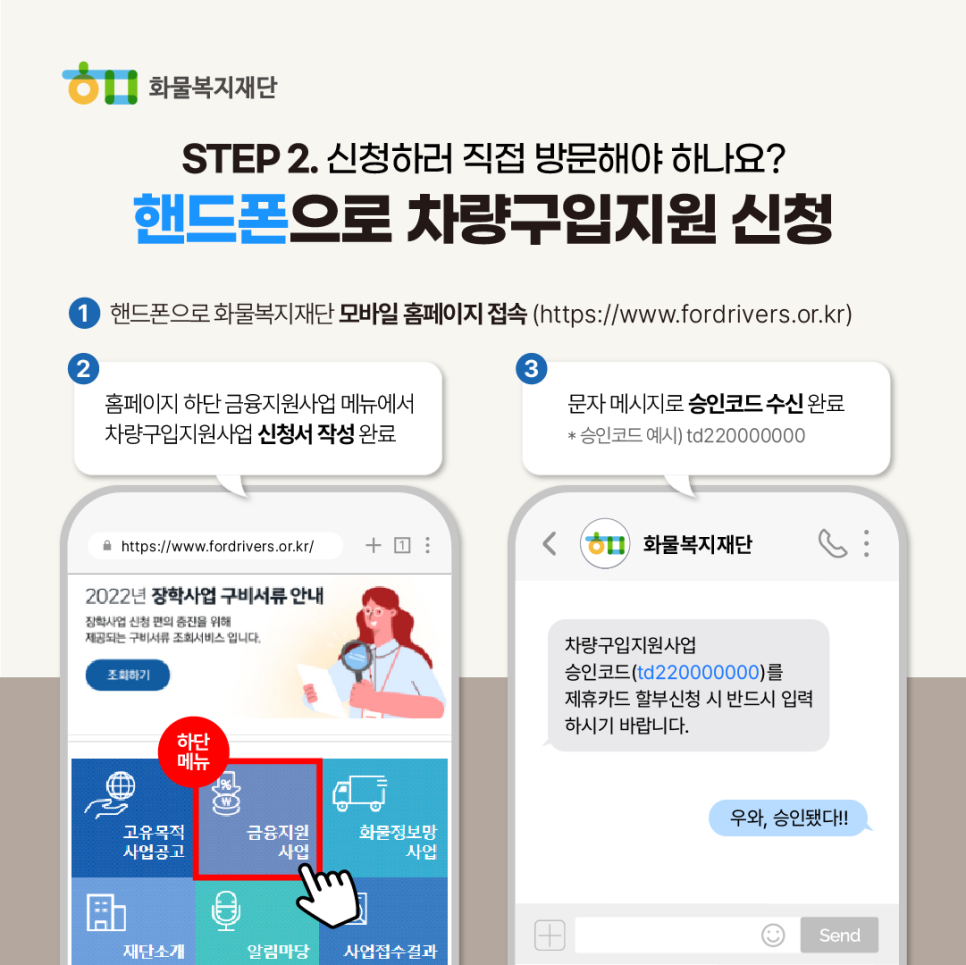 화물복지재단
STEP 2. 신청하러 직접 방문해야 하나요?
핸드폰으로 차량구입지원 신청
1 핸드폰으로 화물복지재단 모바일 홈페이지 접속 (https://www.fordrivers.or.kr)
2
홈페이지 하단 금융지원사업 메뉴에서
차량구입지원사업 신청서 작성 완료
https://www.fordrivers.or.kr/
1
2022년 장학사업 구비서류 안내
장학사업 신청 편의 증진을 위해
제공되는 구비서류 조회서비스 입니다.
조회하기
하단
메뉴
고유목적
사업공고
%
₩
금융지원
사업
화물정보망
사업
재단소개
알림마당
사업접수결과
3
문자 메시지로 승인코드 수신 완료
* 승인코드 예시) td220000000
화물복지재단
차량구입지원사업
승인코드(td220000000)를
제휴카드 할부신청 시 반드시 입력
하시기 바랍니다.
우와, 승인됐다!!
Send